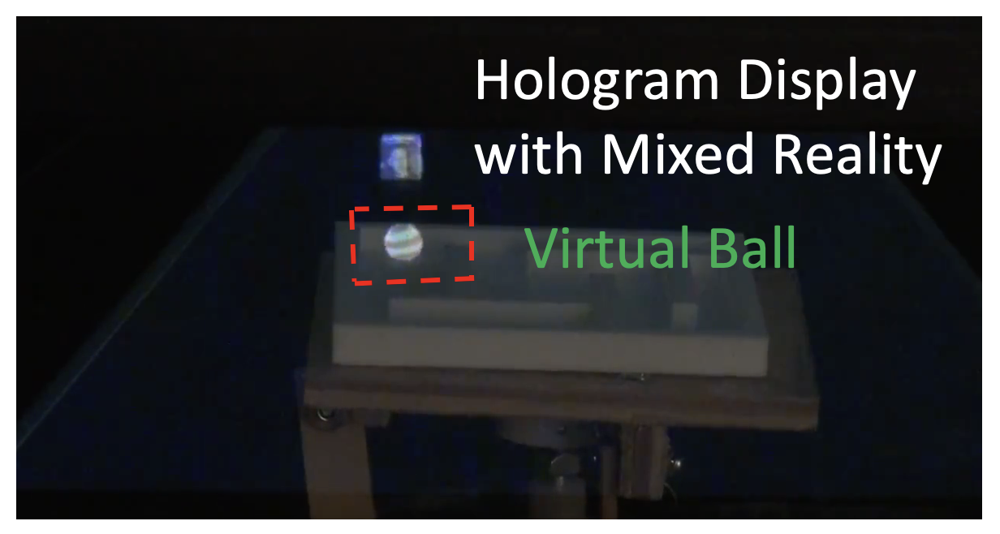 Hologram Display
with Mixed Reality
Virtual Ball